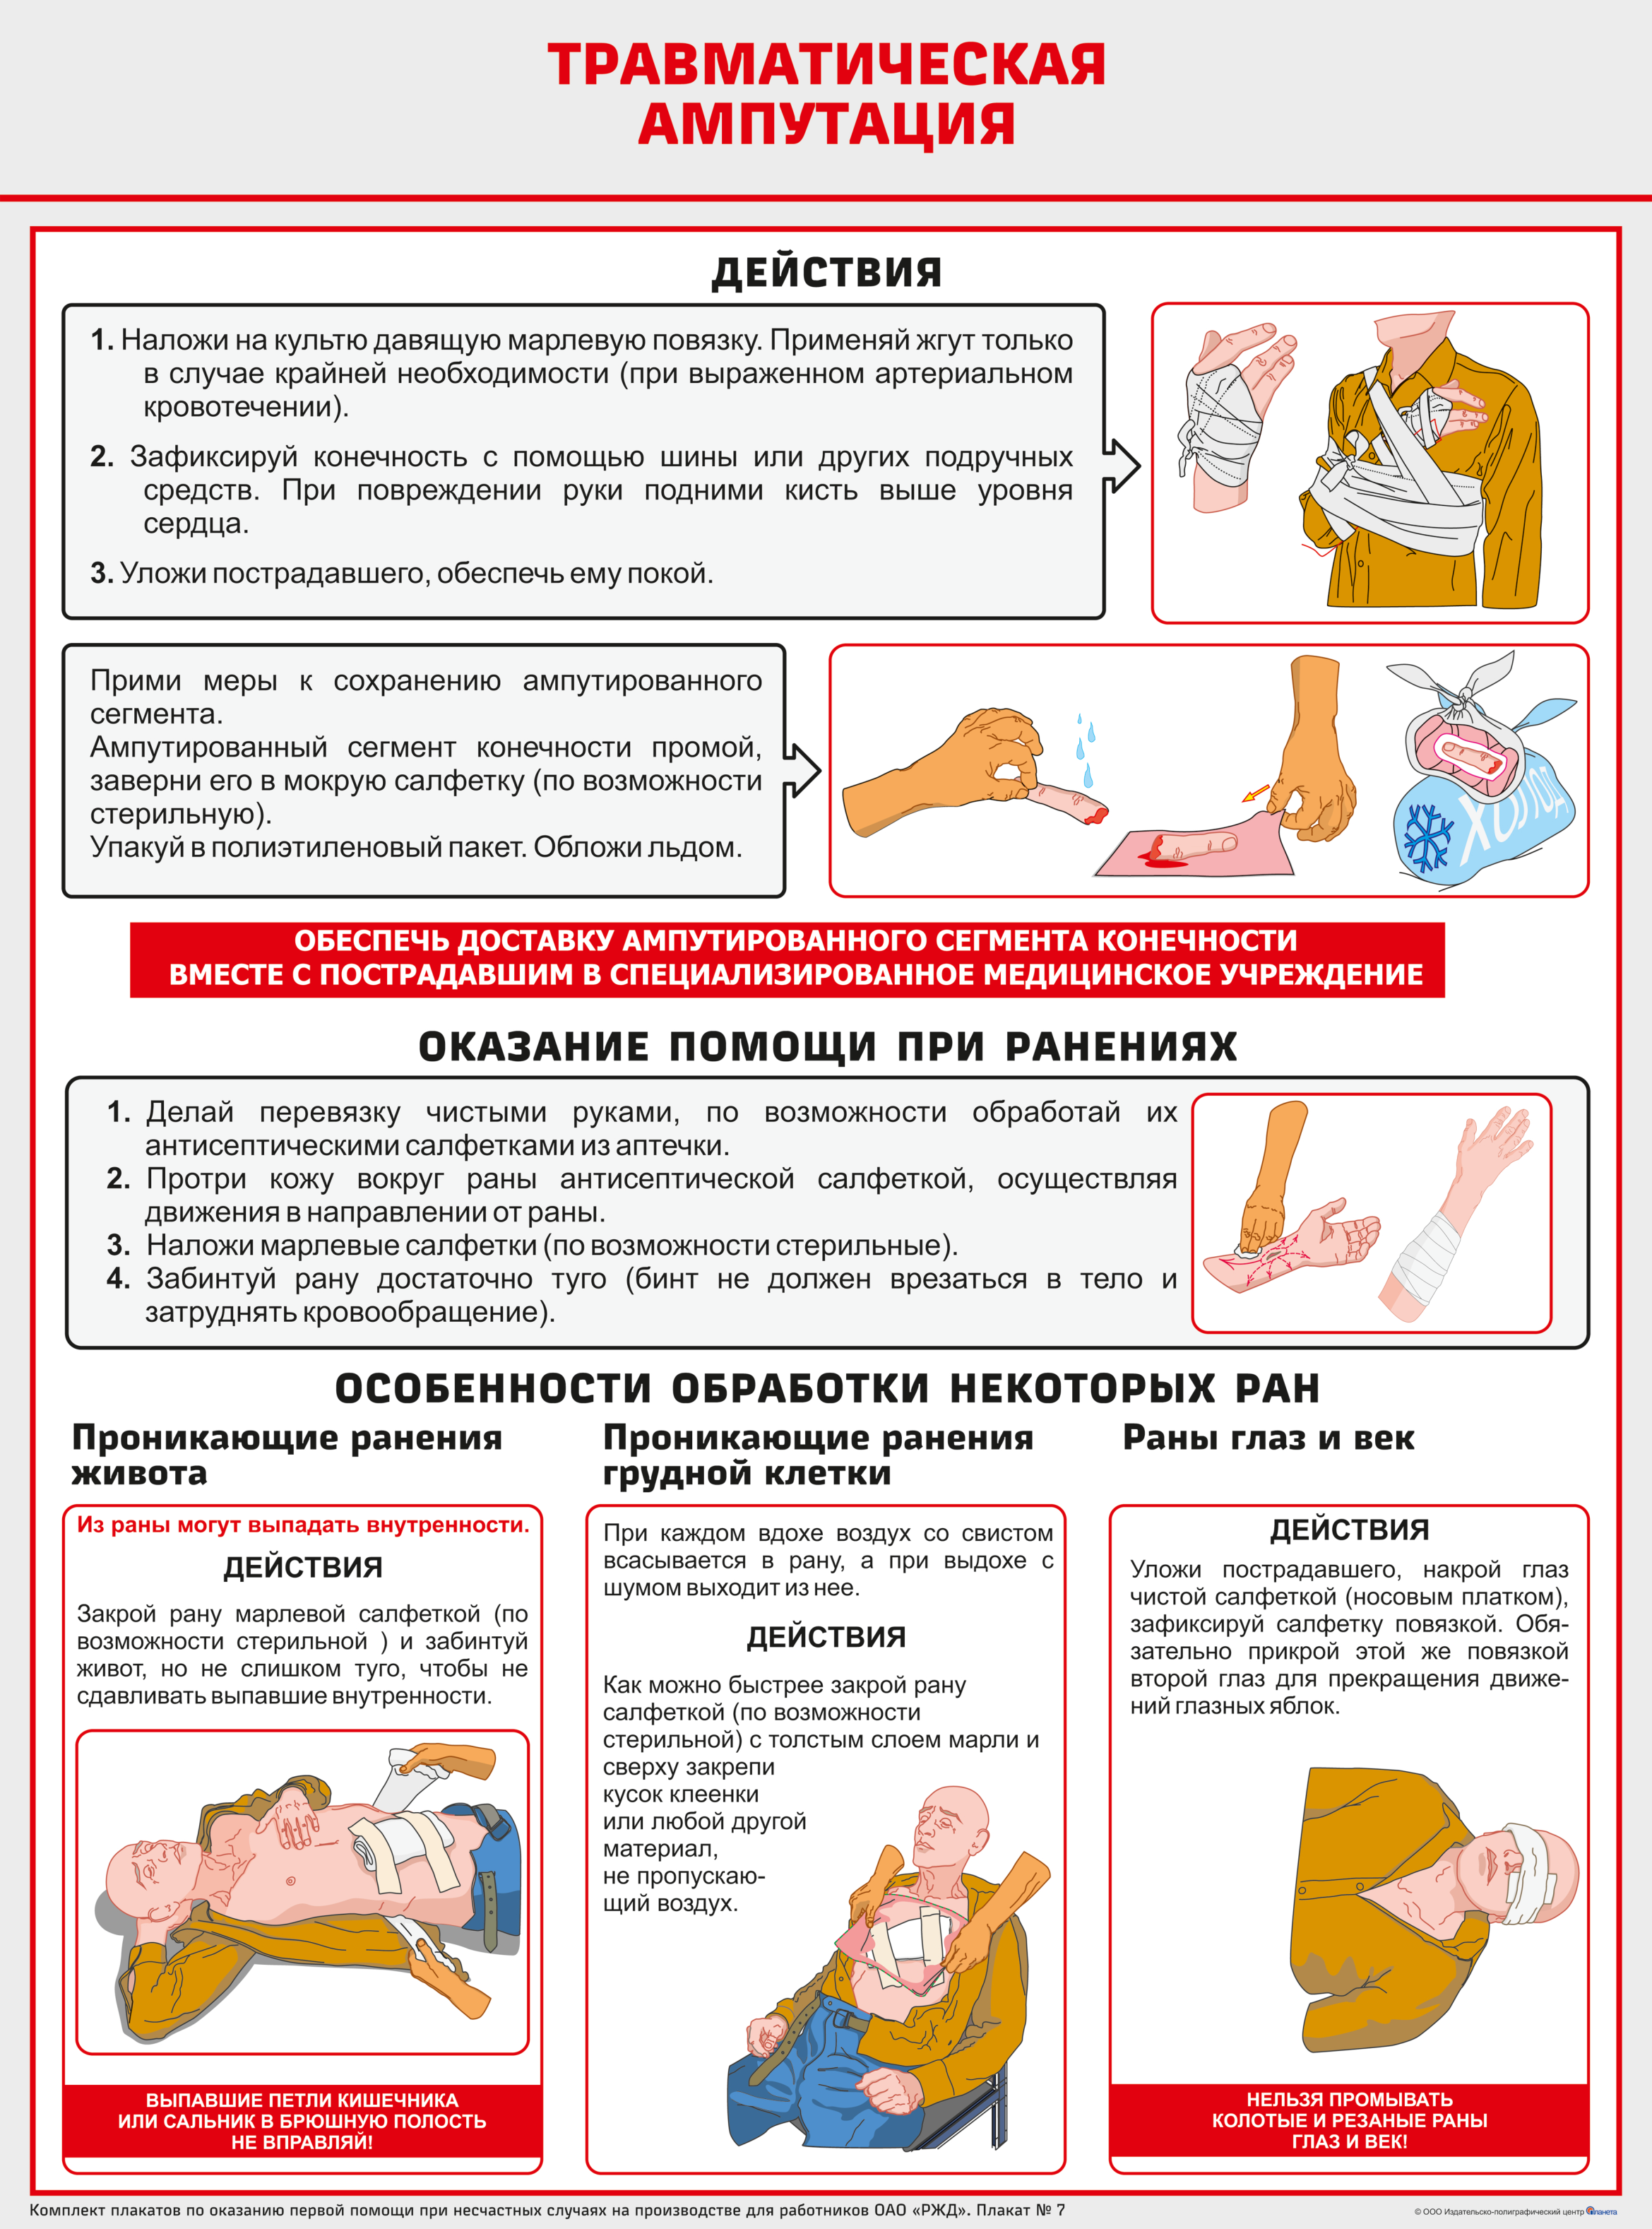 ТРАВМАТИЧЕСКАЯ
АМПУТАЦИЯ
ДЕЙСТВИЯ
1. Наложи на культю давящую марлевую повязку. Применяй жгут только
в случае крайней необходимости (при выраженном артериальном
кровотечении).
2. Зафиксируй конечность с помощью шины или других подручных
средств. При повреждении руки подними кисть выше уровня
сердца.
3. Уложи пострадавшего, обеспечь ему покой.
Прими меры к сохранению ампутированного
сегмента.
Ампутированный сегмент конечности промой,
заверни его в мокрую салфетку (по возможности
стерильную).
Упакуй в полиэтиленовый пакет. Обложи льдом.
ХОЛОД
ОБЕСПЕЧЬ ДОСТАВКУ АМПУТИРОВАННОГО СЕГМЕНТА КОНЕЧНОСТИ
ВМЕСТЕ С ПОСТРАДАВШИМ В СПЕЦИАЛИЗИРОВАННОЕ МЕДИЦИНСКОЕ УЧРЕЖДЕНИЕ
ОКАЗАНИЕ ПОМОЩИ ПРИ РАНЕНИЯХ
1. Делай перевязку чистыми руками, по возможности обработай их
антисептическими салфетками из аптечки.
2. Протри кожу вокруг раны антисептической салфеткой, осуществляя
движения в направлении от раны.
3. Наложи марлевые салфетки (по возможности стерильные).
4. Забинтуй рану достаточно туго (бинт не должен врезаться в тело и
затруднять кровообращение).
ОСОБЕННОСТИ ОБРАБОТКИ НЕКОТОРЫХ РАН
Проникающие ранения
живота
Из раны могут выпадать внутренности.
ДЕЙСТВИЯ
Закрой рану марлевой салфеткой (по
возможности стерильной ) и забинтуй
живот, но не слишком туго, чтобы не
сдавливать выпавшие внутренности.
ВЫПАВШИЕ ПЕТЛИ КИШЕЧНИКА
ИЛИ САЛЬНИК В БРЮШНУЮ ПОЛОСТЬ
НЕ ВПРАВЛЯЙ!
Проникающие ранения
грудной клетки
При каждом вдохе воздух со свистом
всасывается в рану, а при выдохе с
шумом выходит из нее.
ДЕЙСТВИЯ
Как можно быстрее закрой рану
салфеткой (по возможности
стерильной) с толстым слоем марли и
сверху закрепи
кусок клеенки
или любой другой
материал,
не пропускаю-
щий воздух.
Раны глаз и век
ДЕЙСТВИЯ
Уложи пострадавшего, накрой глаз
чистой салфеткой (носовым платком),
зафиксируй салфетку повязкой. Обя-
зательно прикрой этой же повязкой
второй глаз для прекращения движе-
ний глазных яблок.
НЕЛЬЗЯ ПРОМЫВАТЬ
КОЛОТЫЕ И РЕЗАНЫЕ РАНЫ
ГЛАЗ И ВЕК!
Комплект плакатов по оказанию первой помощи при несчастных случаях на производстве для работников ОАО «РЖД». Плакат № 7
© ООО Издательско-полиграфический центр Планета